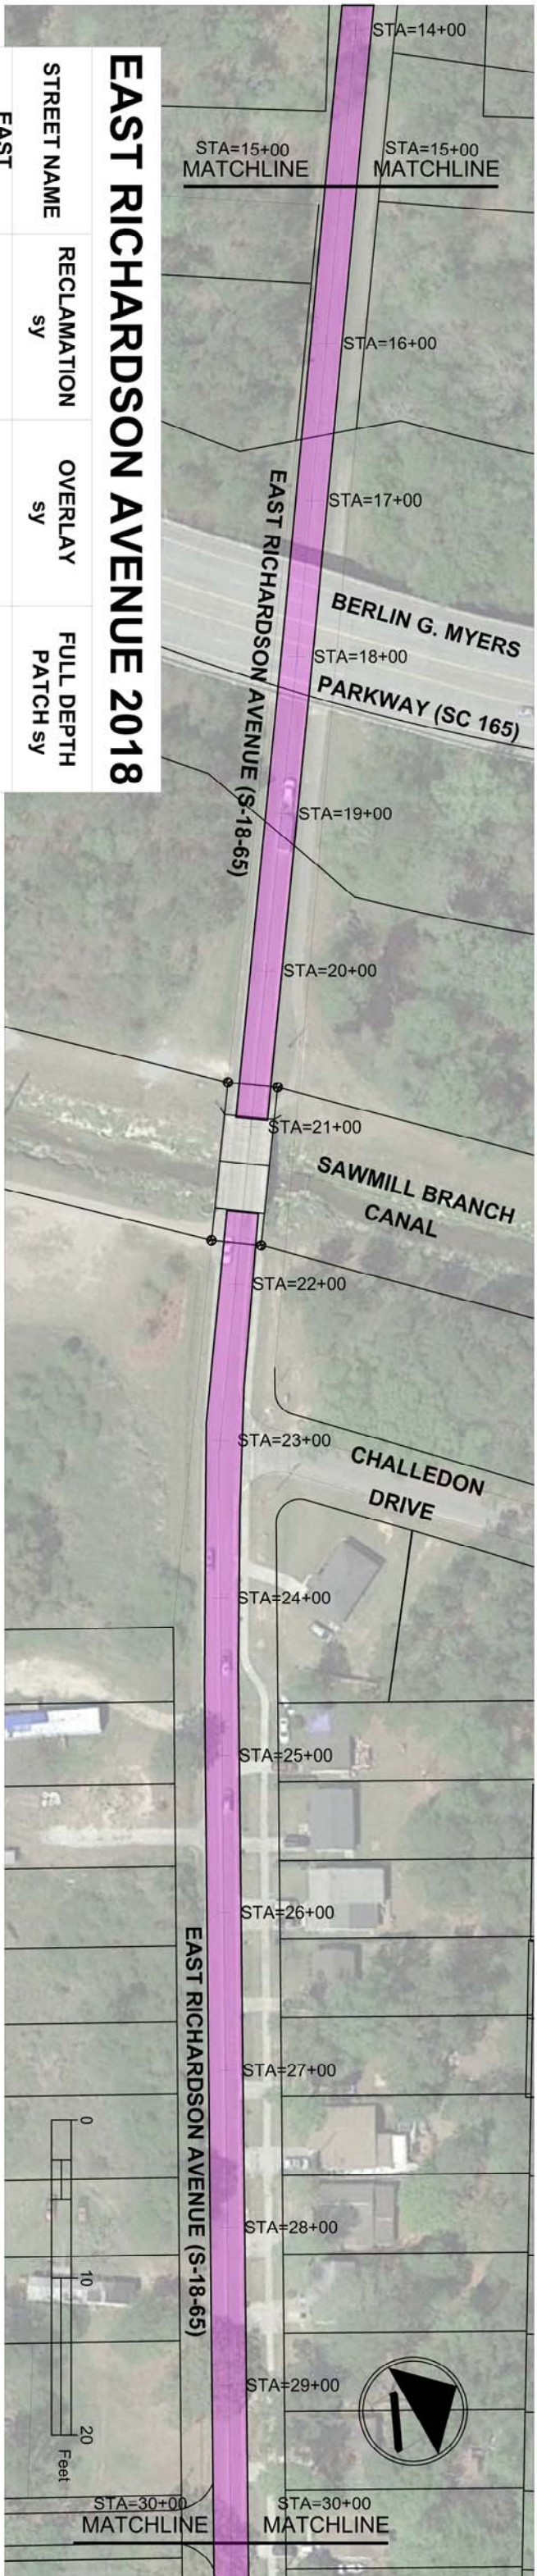 STA=14+00
STA=15+00
MATCHLINE
STA=15+00
MATCHLINE
EAST RICHARDSON AVENUE 2018
STREET NAME
RECLAMATION
sy
OVERLAY
sy
FULL DEPTH
PATCH sy
EAST
STA=16+00
STA=17+00
EAST RICHARDSON AVENUE (S-18-65)
BERLIN G. MYERS
STA=18+00
PARKWAY (SC 165)
STA=19+00
STA=20+00
STA=21+00
SAWMILL BRANCH
CANAL
STA=22+00
STA=23+00
CHALLEDON
DRIVE
STA=24+00
STA=25+00
STA=26+00
EAST RICHARDSON AVENUE (S-18-65)
STA=27+00
STA=28+00
STA=29+00
0
10
20
Feet
STA=30+00
MATCHLINE
STA=30+00
MATCHLINE